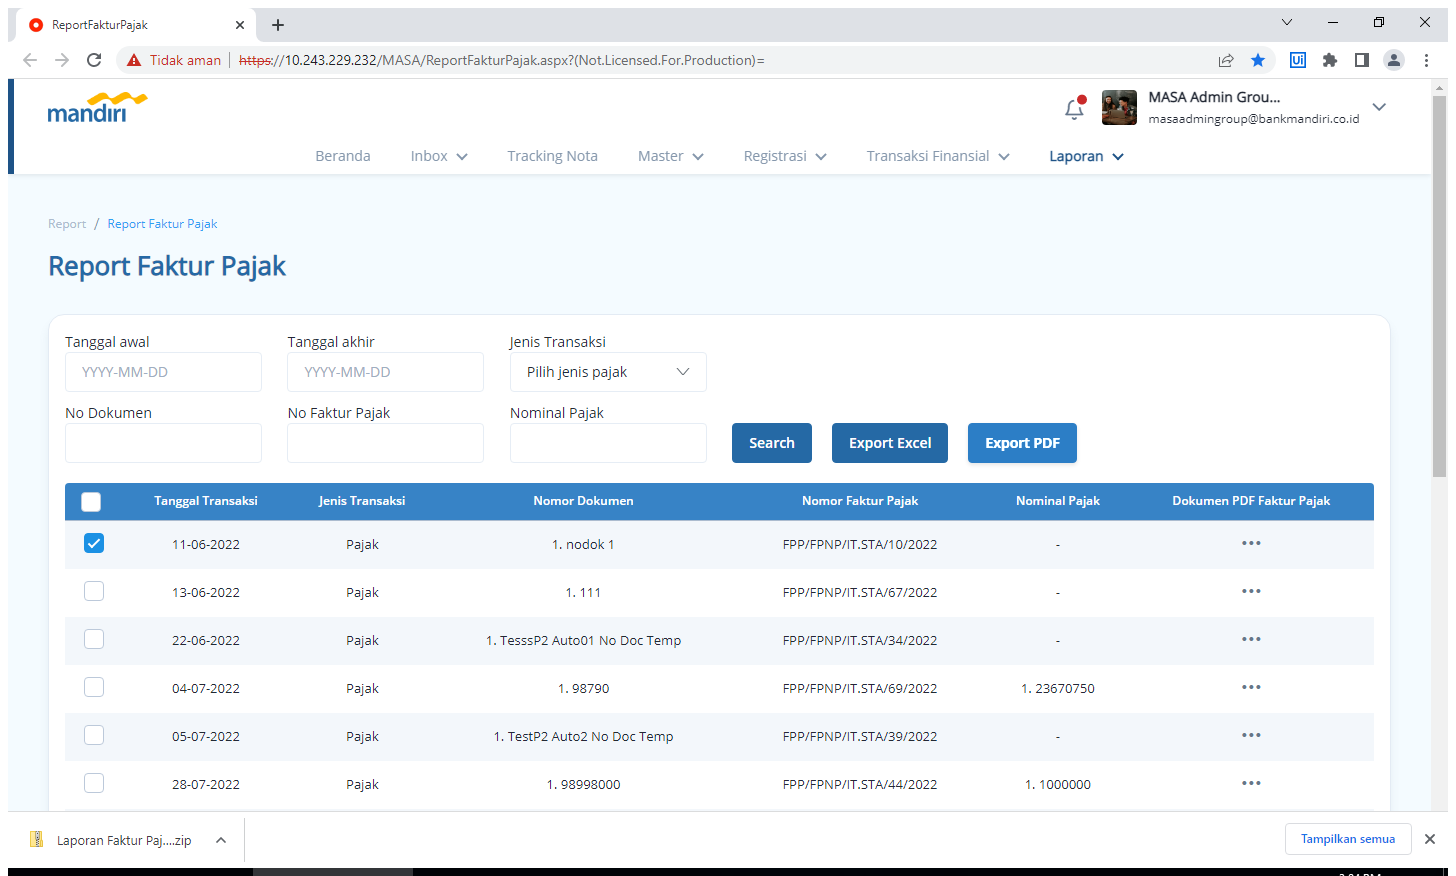 ReportFakturPajak
Tidak aman https://10.243.229.232/MASA/ReportFakturPajak.aspx?(Not.Licensed.For.Production)=
mandiri
MASA Admin Grou...
masaadmingroup@bankmandiri.co.id
Beranda Inbox Tracking Nota Master Registrasi Transaksi Finansial Laporan
Report / Report Faktur Pajak
Report Faktur Pajak
Tanggal awal Tanggal akhir Jenis Transaksi
YYYY-MM-DD YYYY-MM-DD Pilih jenis pajak
No Dokumen No Faktur Pajak Nominal Pajak
Search Export Excel Export PDF
Tanggal Transaksi Jenis Transaksi Nomor Dokumen Nomor Faktur Pajak Nominal Pajak Dokumen PDF Faktur Pajak
11-06-2022 Pajak 1. nodok 1 FPP/FPNP/IT.STA/10/2022 - •••
13-06-2022 Pajak 1. 111 FPP/FPNP/IT.STA/67/2022 - •••
22-06-2022 Pajak 1. TesssP2 Auto01 No Doc Temp FPP/FPNP/IT.STA/34/2022 - •••
04-07-2022 Pajak 1. 98790 FPP/FPNP/IT.STA/69/2022 1. 23670750 •••
05-07-2022 Pajak 1. TestP2 Auto2 No Doc Temp FPP/FPNP/IT.STA/39/2022 - •••
28-07-2022 Pajak 1. 98998000 FPP/FPNP/IT.STA/44/2022 1. 1000000 •••
Laporan Faktur Paj....zip Tampilkan semua